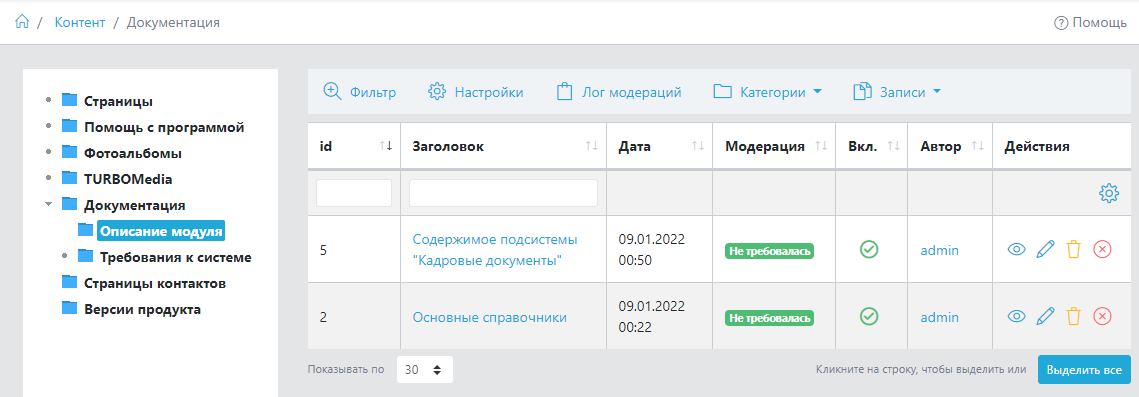 / Контент / Документация
Помощь
Страницы
Помощь с программой
Фотоальбомы
TURBOMedia
Документация
Описание модуля
Требования к системе
Страницы контактов
Версии продукта
Фильтр Настройки Лог модераций Категории Записи
id Заголовок Дата Модерация Вкл. Автор Действия
5 Содержимое подсистемы "Кадровые документы" 09.01.2022 00:50 Не требовалась admin
2 Основные справочники 09.01.2022 00:22 Не требовалась admin
Показывать по 30 Кликните на строку, чтобы выделить или Выделить все